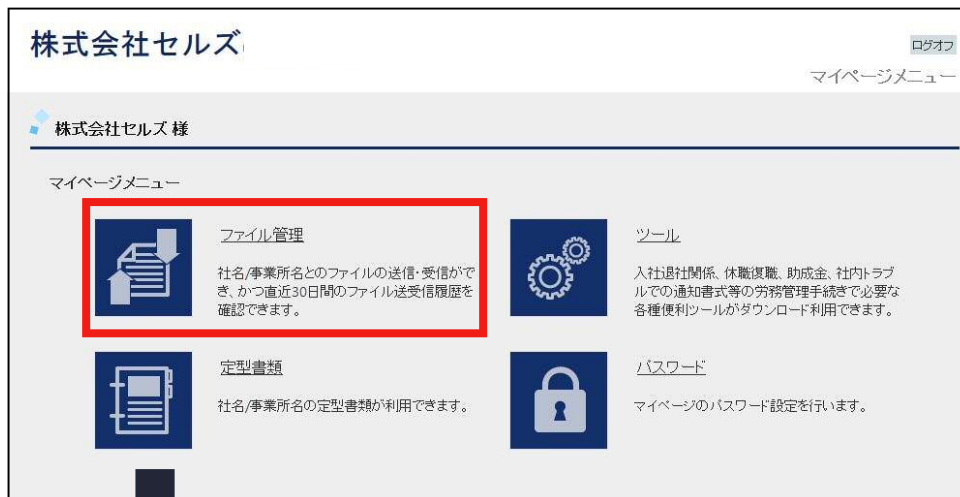 株式会社セルズ
ログオフ
マイページメニュー
株式会社セルズ 様
マイページメニュー
ファイル管理
社名/事業所名とのファイルの送信・受信がで
き、かつ直近30日間のファイル送受信履歴を
確認できます。
ツール
入社退社関係、休職復職、助成金、社内トラブ
ルでの通知書式等の労務管理手続きで必要な
各種便利ツールがダウンロード利用できます。
定型書類
社名/事業所名の定型書類が利用できます。
パスワード
マイページのパスワード設定を行います。